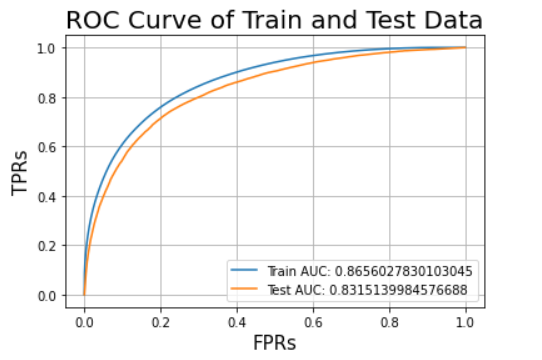 ROC Curve of Train and Test Data
1.0
0.8
0.6
0.4
0.2
0.0
TPRs
Train AUC: 0.8656027830103045
Test AUC: 0.8315139984576688
0.0 0.2 0.4 0.6 0.8 1.0
FPRs